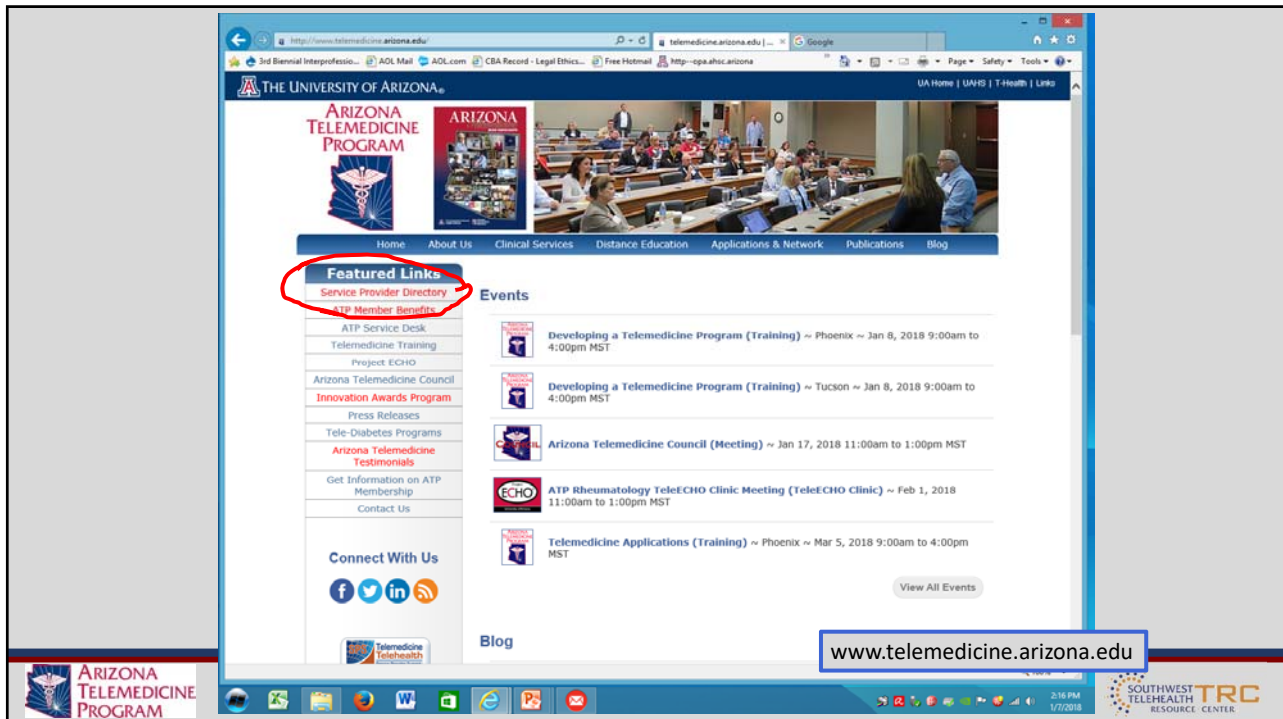 http://www.telemedicine.arizona.edu/
telemedicine.arizona.edu | ...
Google
3rd Biennial Interprofessio...
AOL Mail
AOL.com
CBA Record - Legal Ethics...
Free Hotmail
http--opa.ahsc.arizona
Page
Safety
Tools
THE UNIVERSITY OF ARIZONA®
UA Home | UAHS | T-Health | Links
ARIZONA
TELEMEDICINE
PROGRAM
ARIZONA
Home
About Us
Clinical Services
Distance Education
Applications & Network
Publications
Blog
Featured Links
Service Provider Directory
ATP Member Benefits
ATP Service Desk
Telemedicine Training
Project ECHO
Arizona Telemedicine Council
Innovation Awards Program
Press Releases
Tele-Diabetes Programs
Arizona Telemedicine
Testimonials
Get Information on ATP
Membership
Contact Us
Connect With Us
Telemedicine
Telehealth
Events
Developing a Telemedicine Program (Training) ~ Phoenix ~ Jan 8, 2018 9:00am to
4:00pm MST
Developing a Telemedicine Program (Training) ~ Tucson ~ Jan 8, 2018 9:00am to
4:00pm MST
Arizona Telemedicine Council (Meeting) ~ Jan 17, 2018 11:00am to 1:00pm MST
ECHO
ATP Rheumatology TeleECHO Clinic Meeting (TeleECHO Clinic) ~ Feb 1, 2018
11:00am to 1:00pm MST
Telemedicine Applications (Training) ~ Phoenix ~ Mar 5, 2018 9:00am to 4:00pm
MST
View All Events
Blog
www.telemedicine.arizona.edu
2:16 PM
1/7/2018
ARIZONA
TELEMEDICINE
PROGRAM
SOUTHWEST
TELEHEALTH TRC
RESOURCE CENTER